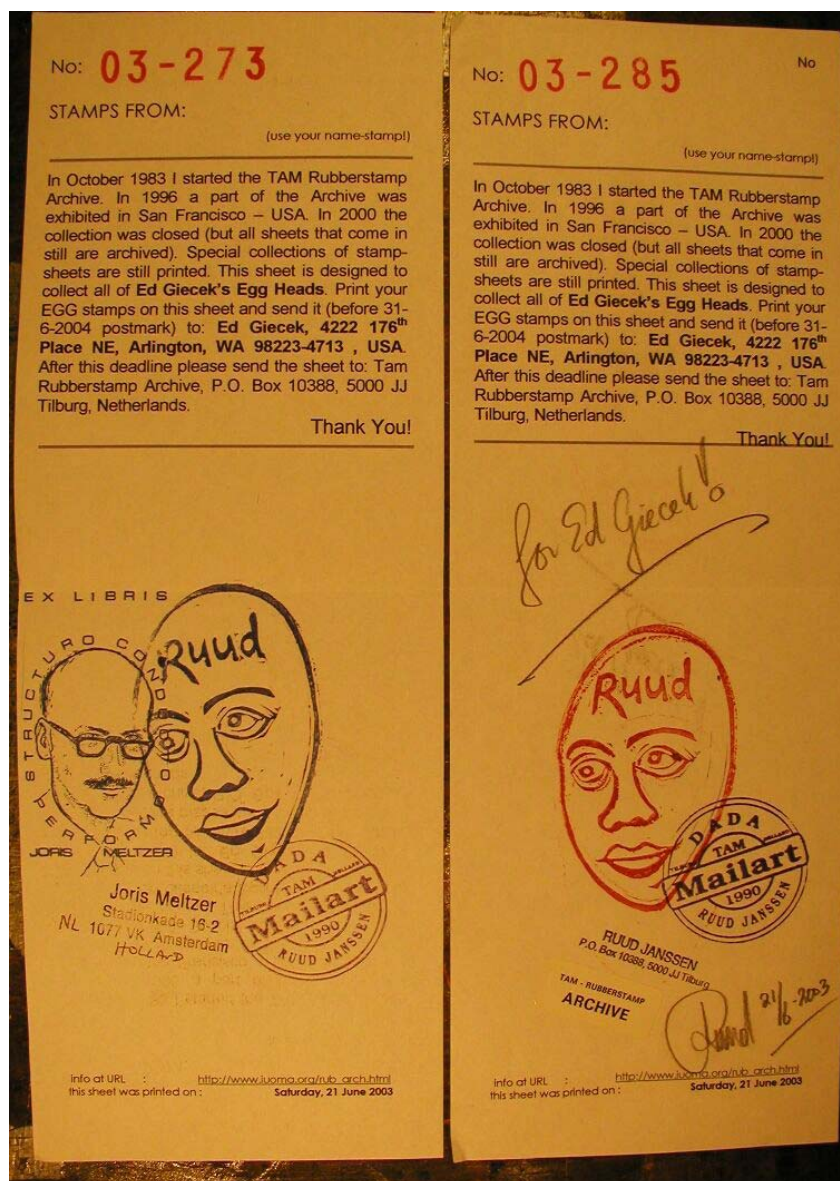 No: 03-273
STAMPS FROM:
(use your name-stamp!)
In October 1983 I started the TAM Rubberstamp
Archive. In 1996 a part of the Archive was
exhibited in San Francisco – USA. In 2000 the
collection was closed (but all sheets that come in
still are archived). Special collections of stamp-
sheets are still printed. This sheet is designed to
collect all of Ed Giecek's Egg Heads. Print your
EGG stamps on this sheet and send it (before 31-
6-2004 postmark) to: Ed Giecek, 4222 176th
Place NE, Arlington, WA 98223-4713 , USA.
After this deadline please send the sheet to: Tam
Rubberstamp Archive, P.O. Box 10388, 5000 JJ
Tilburg, Netherlands.
Thank You!
EX LIBRIS
Ruud
JORIS MELTZER
DADA
TAM
Mailart
1990
RUUD JANSSEN
Joris Meltzer
Stadionkade 16-2
NL 1077 VK Amsterdam
HOLLAND
info at URL : http://www.iuoma.org/rub_arch.html
this sheet was printed on : Saturday, 21 June 2003
No
No: 03-285
STAMPS FROM:
(use your name-stamp!)
In October 1983 I started the TAM Rubberstamp
Archive. In 1996 a part of the Archive was
exhibited in San Francisco – USA. In 2000 the
collection was closed (but all sheets that come in
still are archived). Special collections of stamp-
sheets are still printed. This sheet is designed to
collect all of Ed Giecek's Egg Heads. Print your
EGG stamps on this sheet and send it (before 31-
6-2004 postmark) to: Ed Giecek, 4222 176th
Place NE, Arlington, WA 98223-4713 , USA.
After this deadline please send the sheet to: Tam
Rubberstamp Archive, P.O. Box 10388, 5000 JJ
Tilburg, Netherlands.
Thank You!
for Ed Giecek!
Ruud
DADA
TAM
Mailart
1990
RUUD JANSSEN
RUUD JANSSEN
P.O. Box 10388, 5000 JJ Tilburg
TAM - RUBBERSTAMP
ARCHIVE
Ruud 21/6-2003
info at URL : http://www.iuoma.org/rub_arch.html
this sheet was printed on : Saturday, 21 June 2003